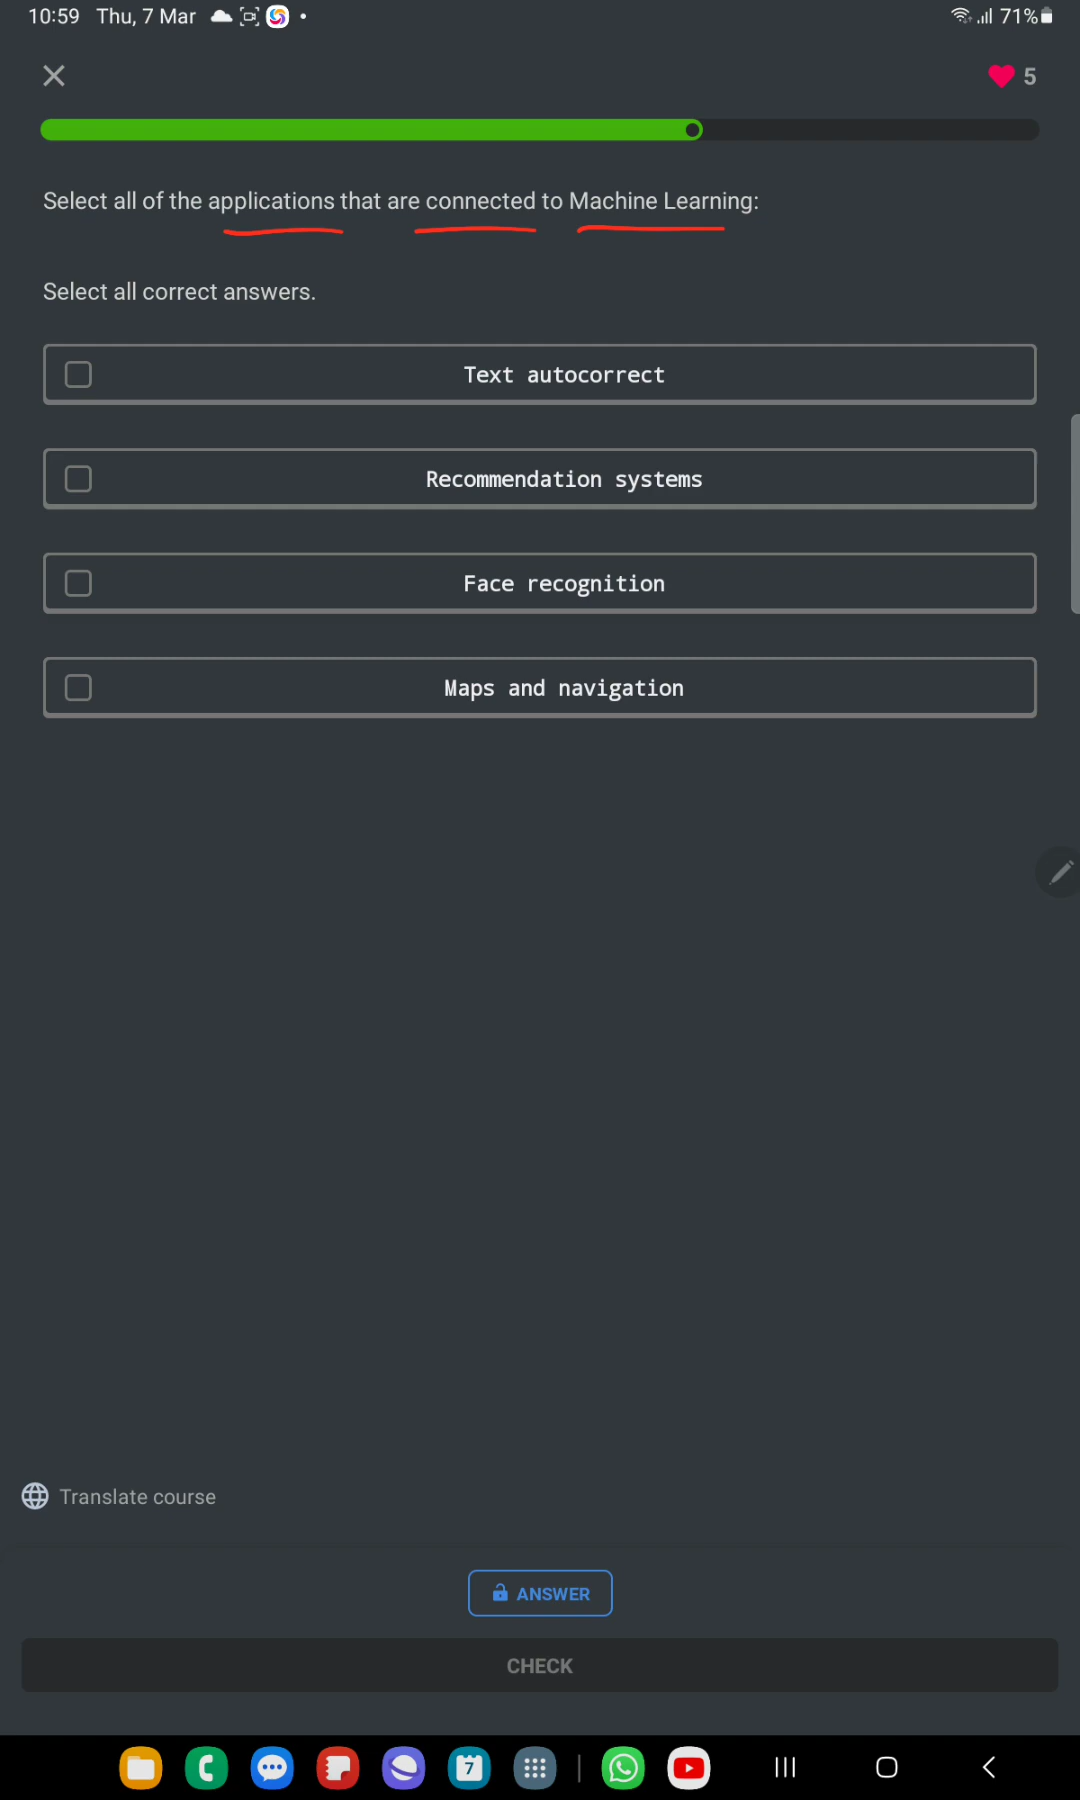 10:59 Thu, 7 Mar 71%
5
Select all of the applications that are connected to Machine Learning:
Select all correct answers.
Text autocorrect
Recommendation systems
Face recognition
Maps and navigation
Translate course
ANSWER
CHECK
7